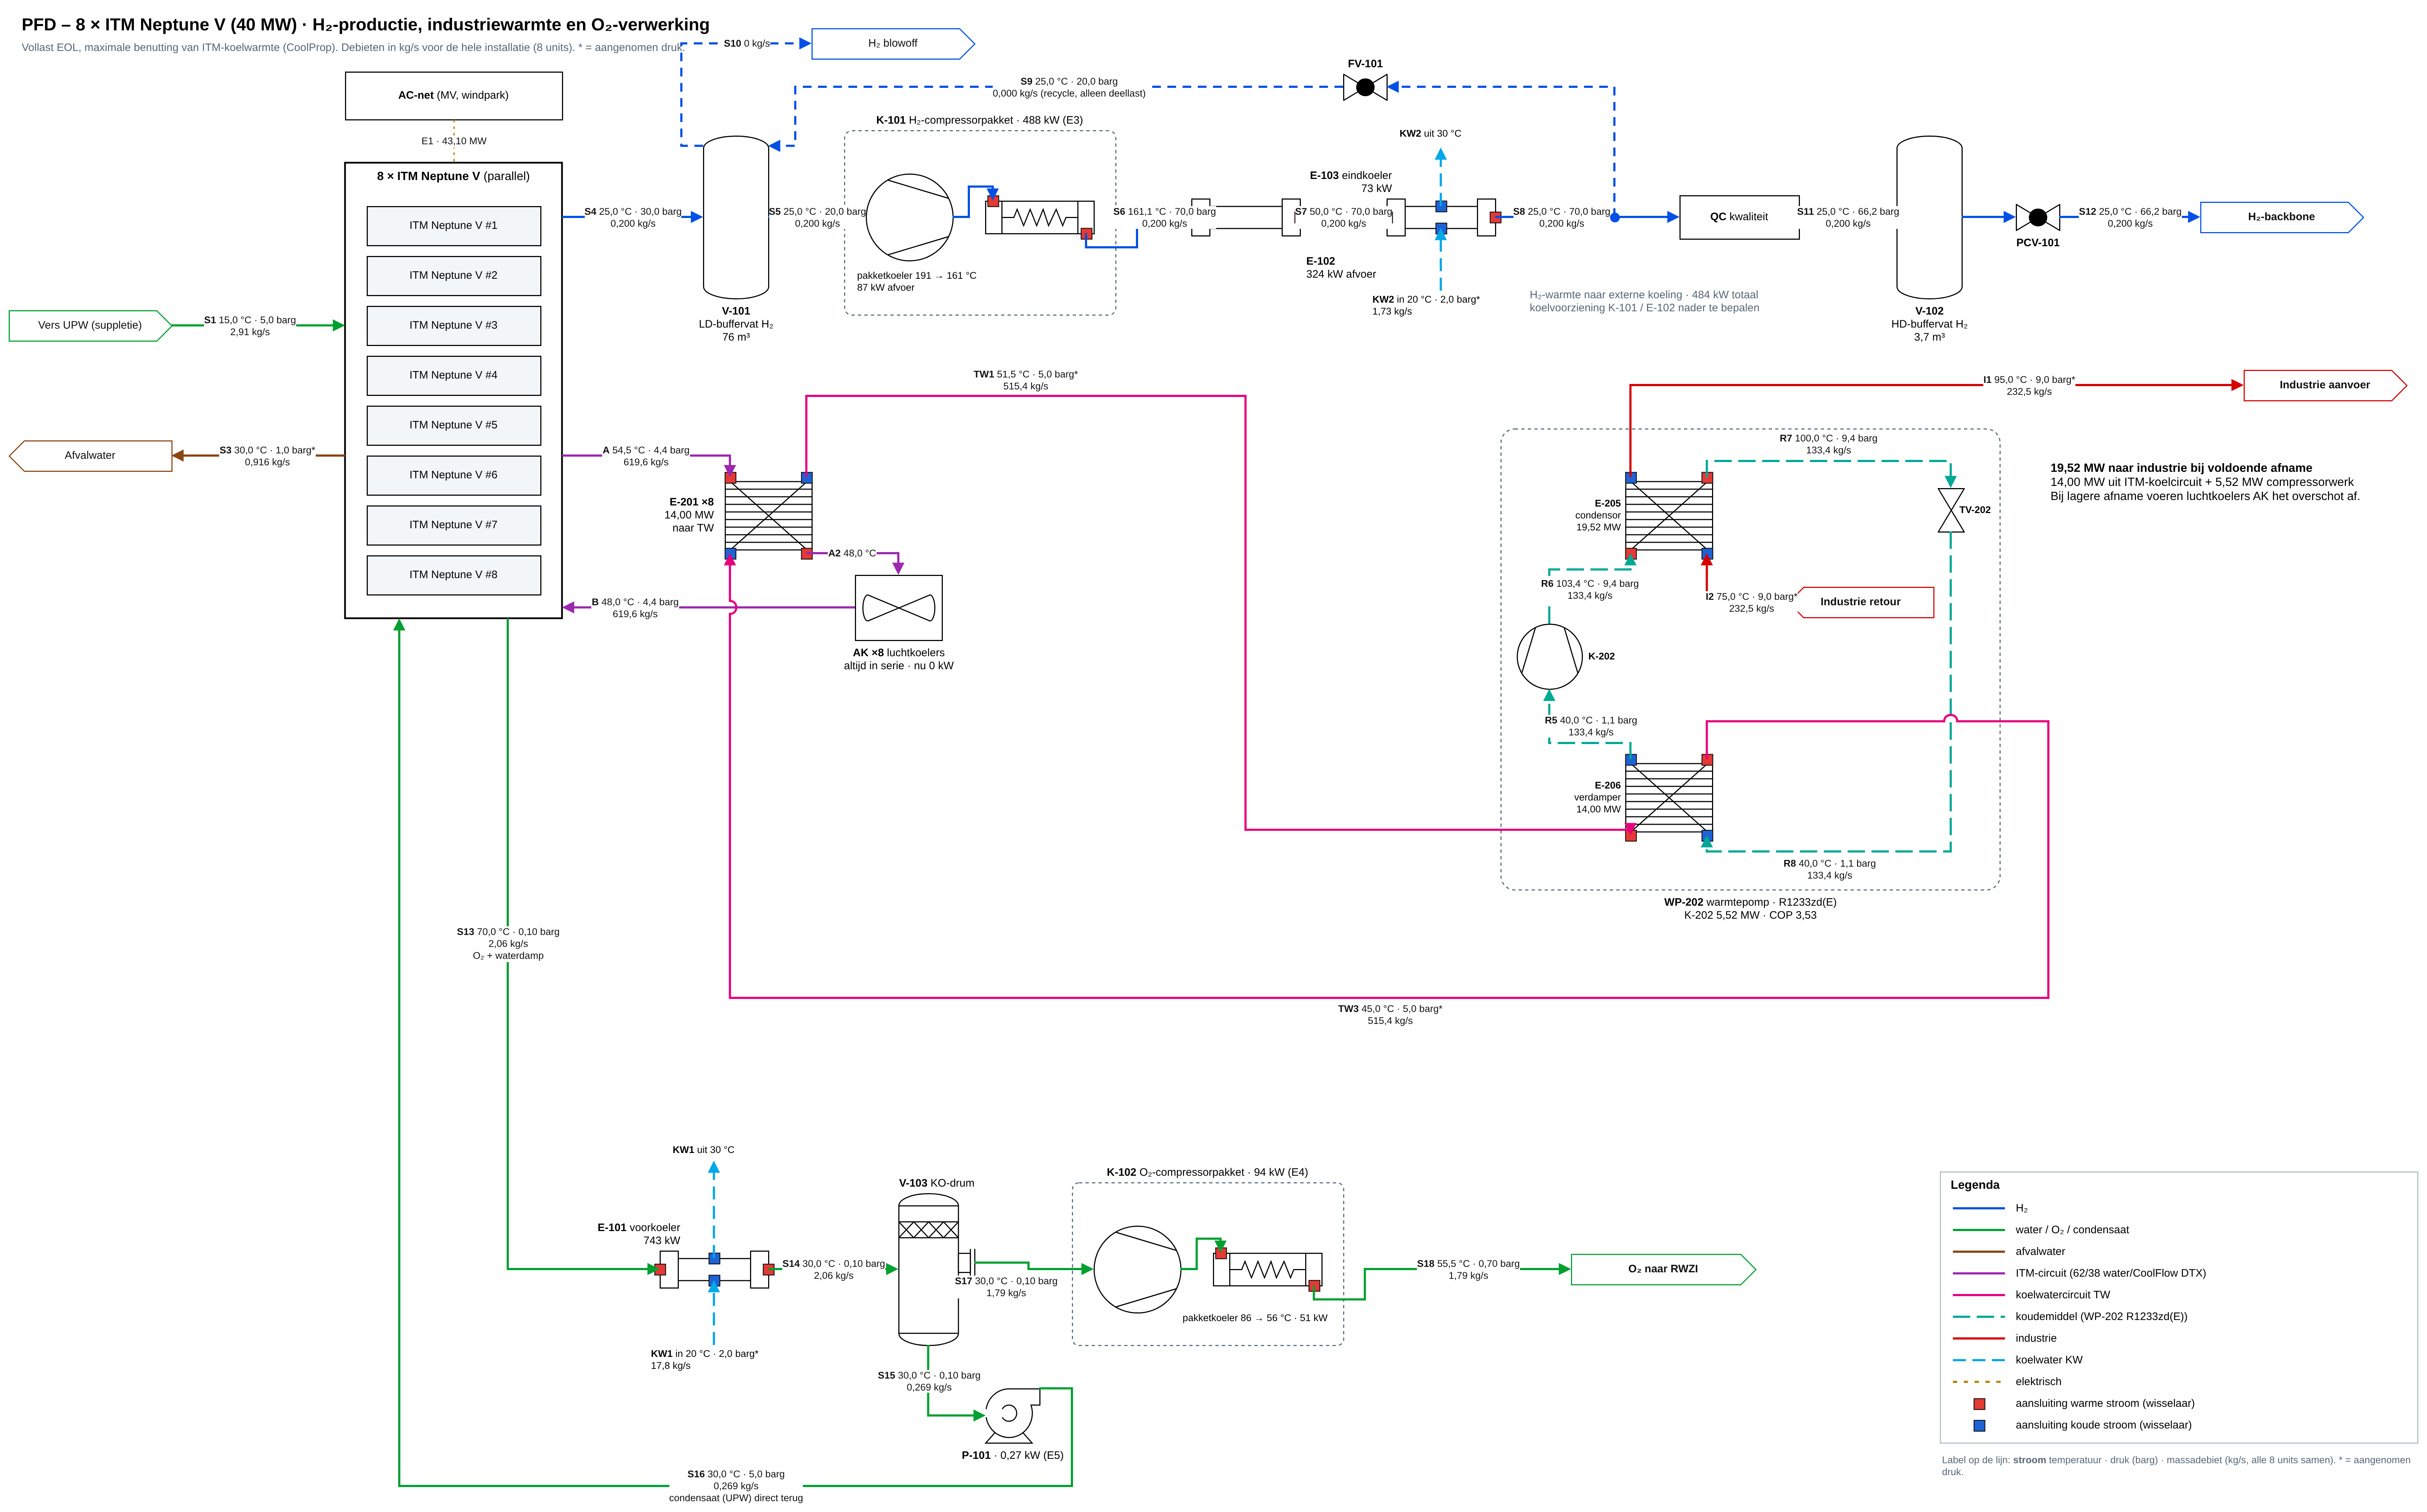 PFD – 8 × ITM Neptune V (40 MW) · H₂-productie, industriewarmte en O₂-verwerking
Vollast EOL, maximale benutting van ITM-koelwarmte (CoolProp). Debieten in kg/s voor de hele installatie (8 units). * = aangenomen druk.
S10 0 kg/s
H₂ blowoff
FV-101
S9 25,0 °C · 20,0 barg
0,000 kg/s (recycle, alleen deellast)
AC-net (MV, windpark)
E1 · 43,10 MW
K-101 H₂-compressorpakket · 488 kW (E3)
KW2 uit 30 °C
8 × ITM Neptune V (parallel)
ITM Neptune V #1
ITM Neptune V #2
ITM Neptune V #3
ITM Neptune V #4
ITM Neptune V #5
ITM Neptune V #6
ITM Neptune V #7
ITM Neptune V #8
E-103 eindkoeler
73 kW
S4 25,0 °C · 30,0 barg
0,200 kg/s
S5 25,0 °C · 20,0 barg
0,200 kg/s
S6 161,1 °C · 70,0 barg
0,200 kg/s
S7 50,0 °C · 70,0 barg
0,200 kg/s
S8 25,0 °C · 70,0 barg
0,200 kg/s
QC kwaliteit
S11 25,0 °C · 66,2 barg
0,200 kg/s
S12 25,0 °C · 66,2 barg
0,200 kg/s
H₂-backbone
PCV-101
pakketkoeler 191 → 161 °C
87 kW afvoer
E-102
324 kW afvoer
KW2 in 20 °C · 2,0 barg*
1,73 kg/s
H₂-warmte naar externe koeling · 484 kW totaal
koelvoorziening K-101 / E-102 nader te bepalen
V-101
LD-buffervat H₂
76 m³
V-102
HD-buffervat H₂
3,7 m³
Vers UPW (suppletie)
S1 15,0 °C · 5,0 barg
2,91 kg/s
TW1 51,5 °C · 5,0 barg*
515,4 kg/s
I1 95,0 °C · 9,0 barg*
232,5 kg/s
Industrie aanvoer
Afvalwater
S3 30,0 °C · 1,0 barg*
0,916 kg/s
A 54,5 °C · 4,4 barg
619,6 kg/s
R7 100,0 °C · 9,4 barg
133,4 kg/s
19,52 MW naar industrie bij voldoende afname
14,00 MW uit ITM-koelcircuit + 5,52 MW compressorwerk
Bij lagere afname voeren luchtkoelers AK het overschot af.
E-201 ×8
14,00 MW
naar TW
E-205
condensor
19,52 MW
TV-202
A2 48,0 °C
R6 103,4 °C · 9,4 barg
133,4 kg/s
I2 75,0 °C · 9,0 barg*
232,5 kg/s
Industrie retour
B 48,0 °C · 4,4 barg
619,6 kg/s
AK ×8 luchtkoelers
altijd in serie · nu 0 kW
K-202
R5 40,0 °C · 1,1 barg
133,4 kg/s
E-206
verdamper
14,00 MW
R8 40,0 °C · 1,1 barg
133,4 kg/s
WP-202 warmtepomp · R1233zd(E)
K-202 5,52 MW · COP 3,53
S13 70,0 °C · 0,10 barg
2,06 kg/s
O₂ + waterdamp
TW3 45,0 °C · 5,0 barg*
515,4 kg/s
KW1 uit 30 °C
E-101 voorkoeler
743 kW
V-103 KO-drum
K-102 O₂-compressorpakket · 94 kW (E4)
S14 30,0 °C · 0,10 barg
2,06 kg/s
S17 30,0 °C · 0,10 barg
1,79 kg/s
S18 55,5 °C · 0,70 barg
1,79 kg/s
O₂ naar RWZI
pakketkoeler 86 → 56 °C · 51 kW
KW1 in 20 °C · 2,0 barg*
17,8 kg/s
S15 30,0 °C · 0,10 barg
0,269 kg/s
P-101 · 0,27 kW (E5)
S16 30,0 °C · 5,0 barg
0,269 kg/s
condensaat (UPW) direct terug
Legenda
H₂
water / O₂ / condensaat
afvalwater
ITM-circuit (62/38 water/CoolFlow DTX)
koelwatercircuit TW
koudemiddel (WP-202 R1233zd(E))
industrie
koelwater KW
elektrisch
aansluiting warme stroom (wisselaar)
aansluiting koude stroom (wisselaar)
Label op de lijn: stroom temperatuur · druk (barg) · massadebiet (kg/s, alle 8 units samen). * = aangenomen
druk.